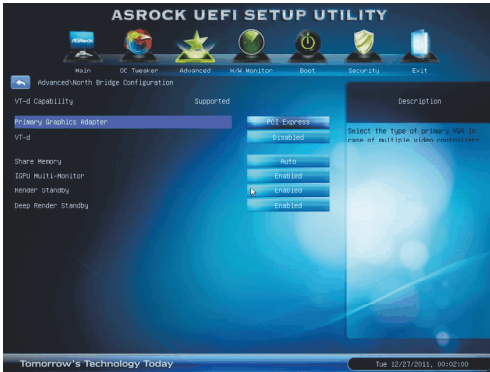 ASROCK UEFI SETUP UTILITY
ASRock
Main OC Tweaker Advanced H/W Monitor Boot Security Exit
Advanced\North Bridge Configuration
VT-d Capability Supported
Description
Primary Graphics Adapter PCI Express
Select the type of primary VGA in
case of multiple video controllers.
VT-d Disabled
Share Memory Auto
IGPU Multi-Monitor Enabled
Render Standby Enabled
Deep Render Standby Enabled
Tomorrow's Technology Today
Tue 12/27/2011, 00:02:00